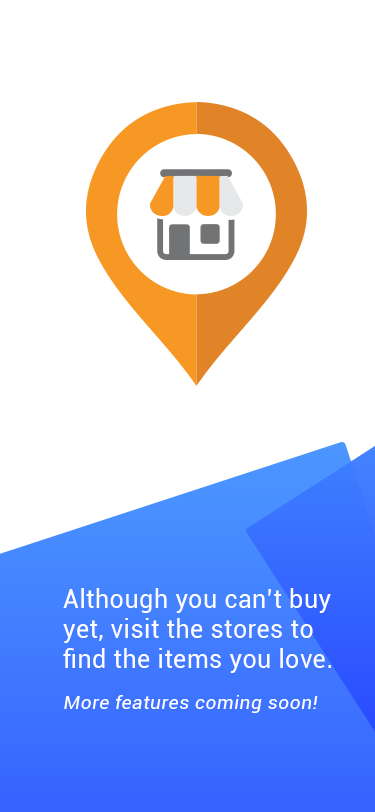 Although you can't buy
yet, visit the stores to
find the items you love.
More features coming soon!